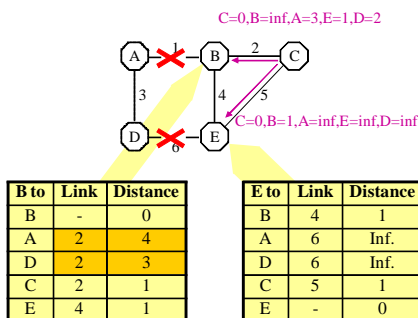 C=0,B=inf,A=3,E=1,D=2
A 1 B 2 C
3 4 5
C=0,B=1,A=inf,E=inf,D=inf
D 6 E
B to Link Distance
B - 0
A 2 4
D 2 3
C 2 1
E 4 1
E to Link Distance
B 4 1
A 6 Inf.
D 6 Inf.
C 5 1
E - 0